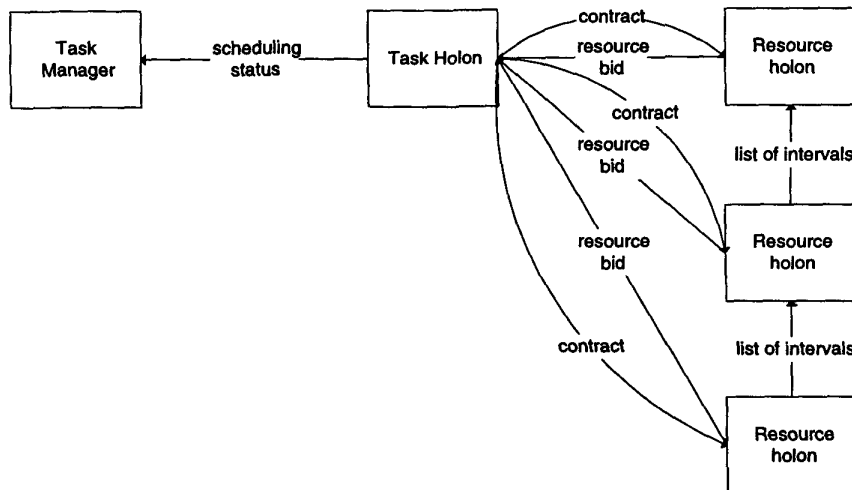 Task
Manager
scheduling
status
Task Holon
contract
resource
bid
Resource
holon
contract
resource
bid
list of intervals
resource
bid
Resource
holon
contract
list of intervals
Resource
holon